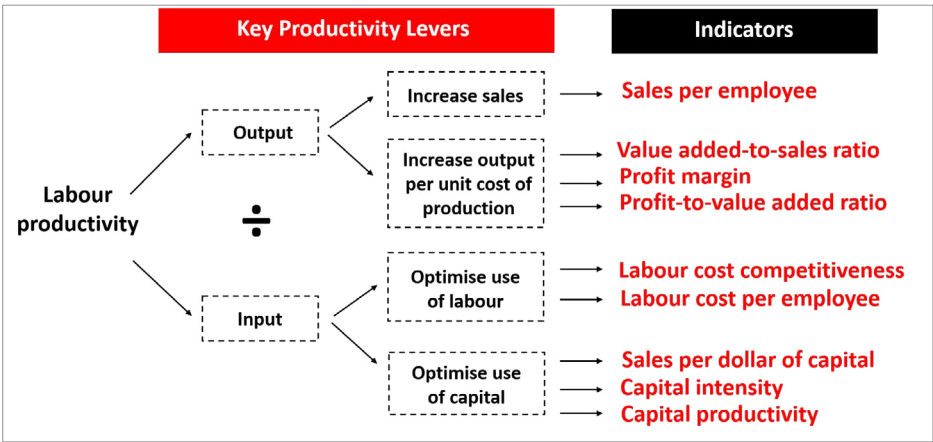 Key Productivity Levers
Indicators
Labour
productivity
÷
Output
Input
Increase sales
Increase output
per unit cost of
production
Optimise use
of labour
Optimise use
of capital
Sales per employee
Value added-to-sales ratio
Profit margin
Profit-to-value added ratio
Labour cost competitiveness
Labour cost per employee
Sales per dollar of capital
Capital intensity
Capital productivity